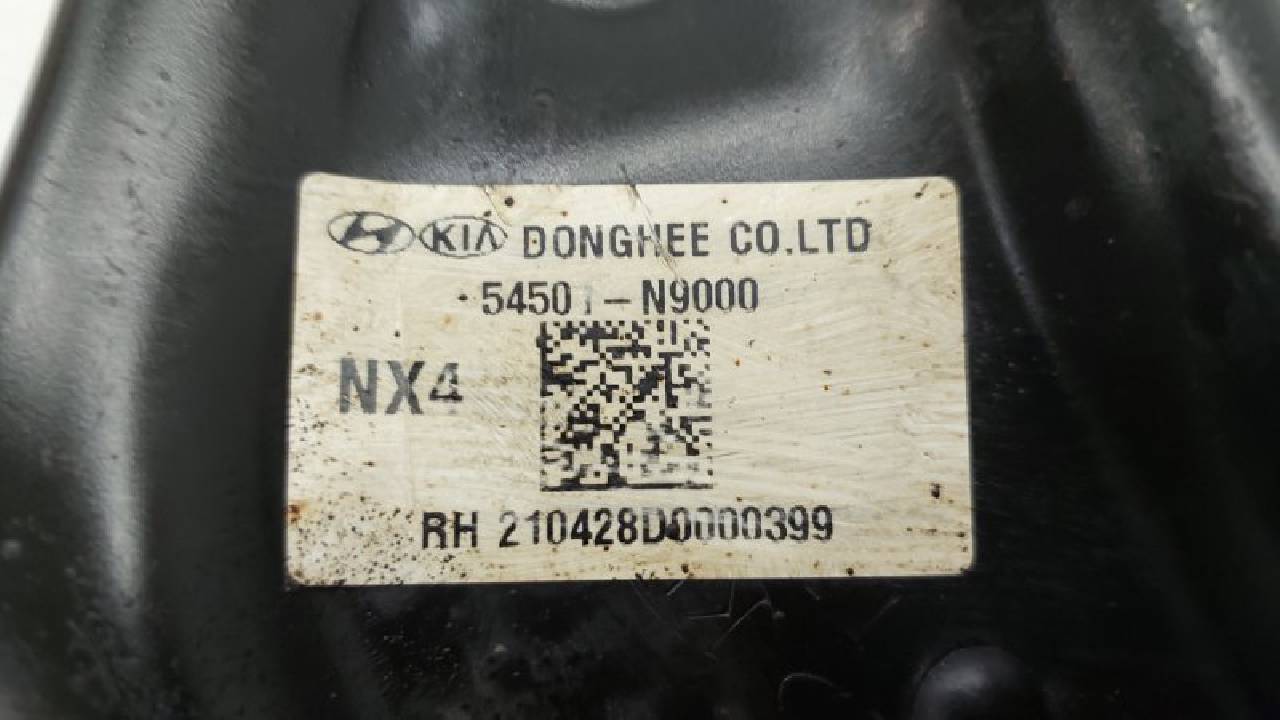 KIA DONGHEE CO.LTD
54501-N9000
NX4
RH 210428D0000399